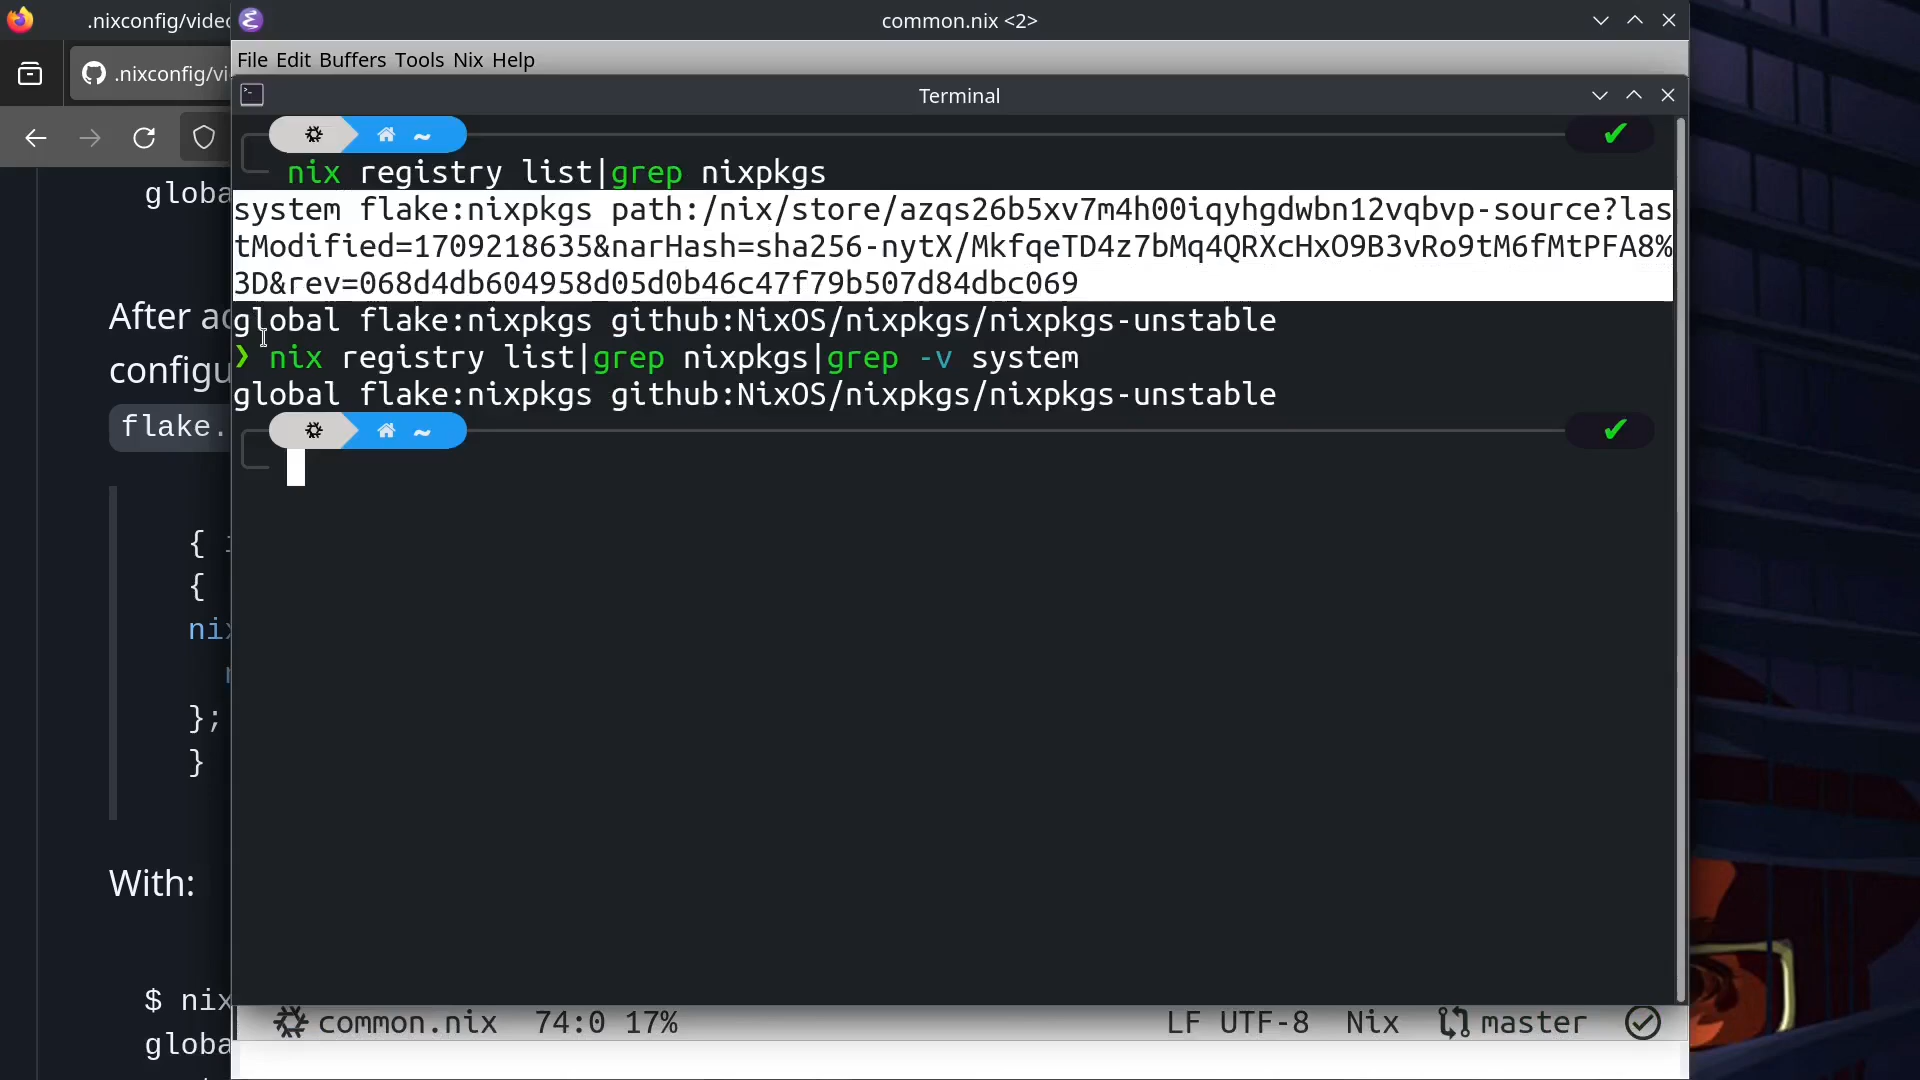 .nixconfig/videc
common.nix <2>
.nixconfig/vi
File Edit Buffers Tools Nix Help
Terminal
~
nix registry list|grep nixpkgs
system flake:nixpkgs path:/nix/store/azqs26b5xv7m4h00iqyhgdwbn12vqbvp-source?las
tModified=1709218635&narHash=sha256-nytX/MkfqeTD4z7bMq4QRXcHxO9B3vRo9tM6fMtPFA8%
3D&rev=068d4db604958d05d0b46c47f79b507d84dbc069
global flake:nixpkgs github:NixOS/nixpkgs/nixpkgs-unstable
❯ nix registry list|grep nixpkgs|grep -v system
global flake:nixpkgs github:NixOS/nixpkgs/nixpkgs-unstable
~
globa
After ad
configu
flake.
{ i
{
nix
n
};
}
With:
$ nix
globa
common.nix 74:0 17% LF UTF-8 Nix master